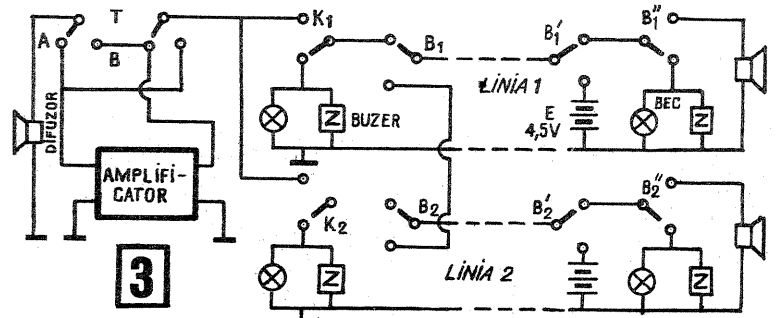 T
A
B
DIFUZOR
AMPLIFI-
CATOR
3
K1
B1
LINIA 1
BUZER
Z
B1'
B1"
E
4,5V
BEC
Z
K2
B2
LINIA 2
Z
B2'
B2"
Z